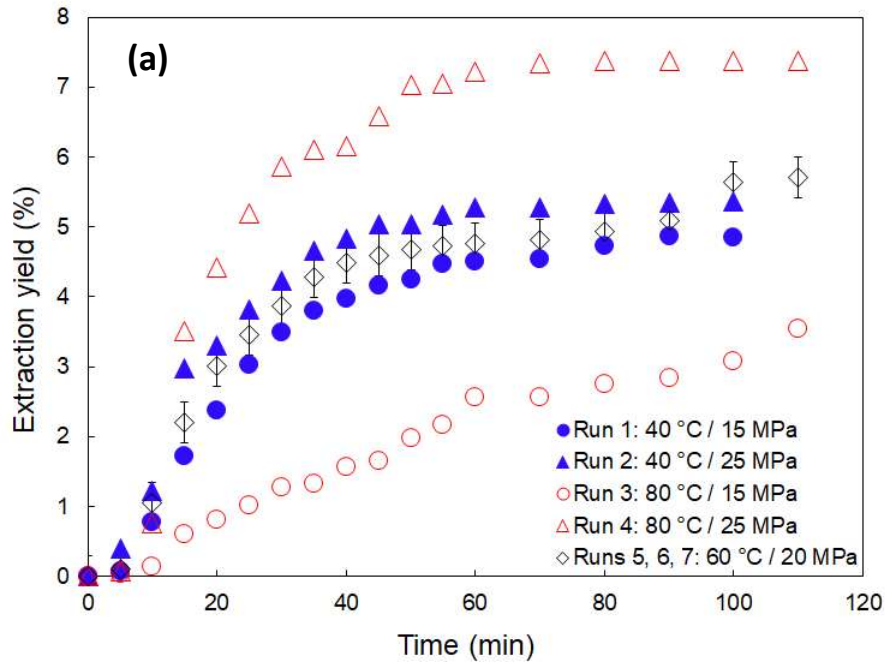 (a)
Extraction yield (%)
8
7
6
5
4
3
2
1
0
0 20 40 60 80 100 120
Time (min)
Run 1: 40 °C / 15 MPa
Run 2: 40 °C / 25 MPa
Run 3: 80 °C / 15 MPa
Run 4: 80 °C / 25 MPa
Runs 5, 6, 7: 60 °C / 20 MPa